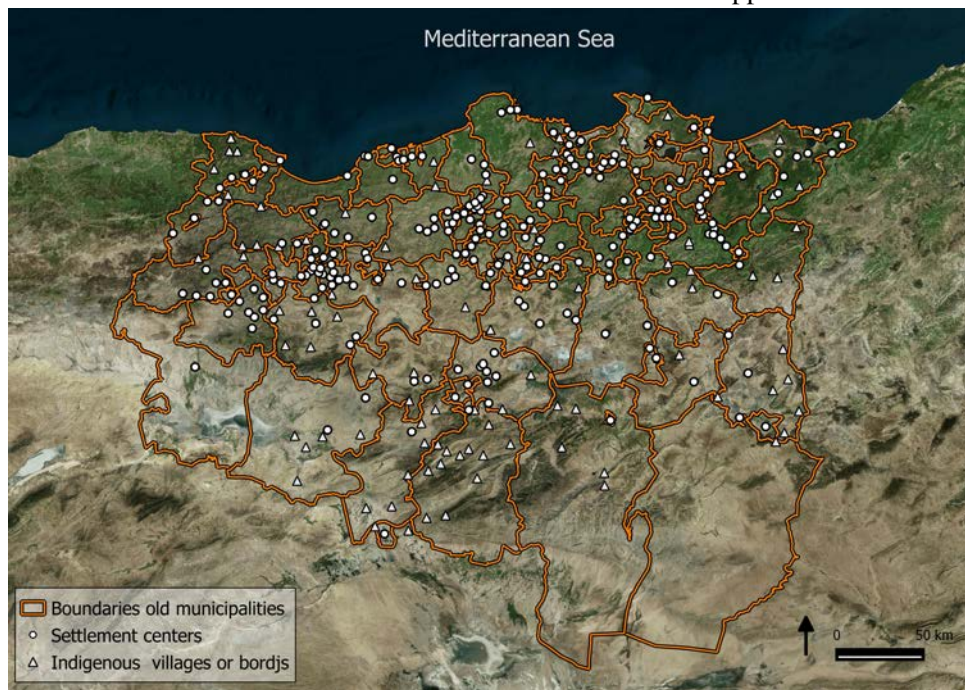 Mediterranean Sea
Boundaries old municipalities
Settlement centers
Indigenous villages or bordjs
0 50 km